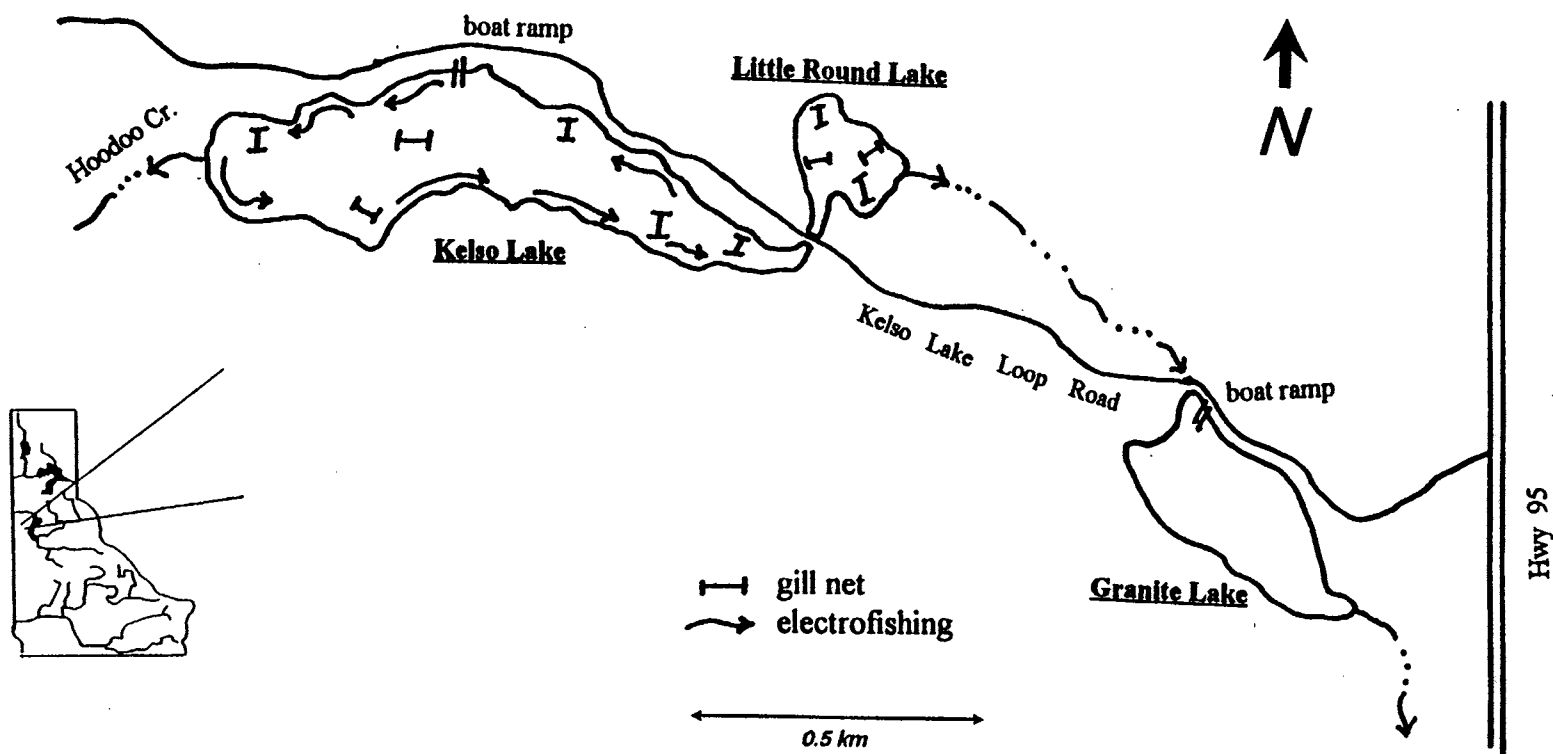 boat ramp
Little Round Lake
N
Hoodoo Cr.
Kelso Lake
Kelso Lake Loop Road
boat ramp
Hwy 95
Granite Lake
gill net
electrofishing
0.5 km